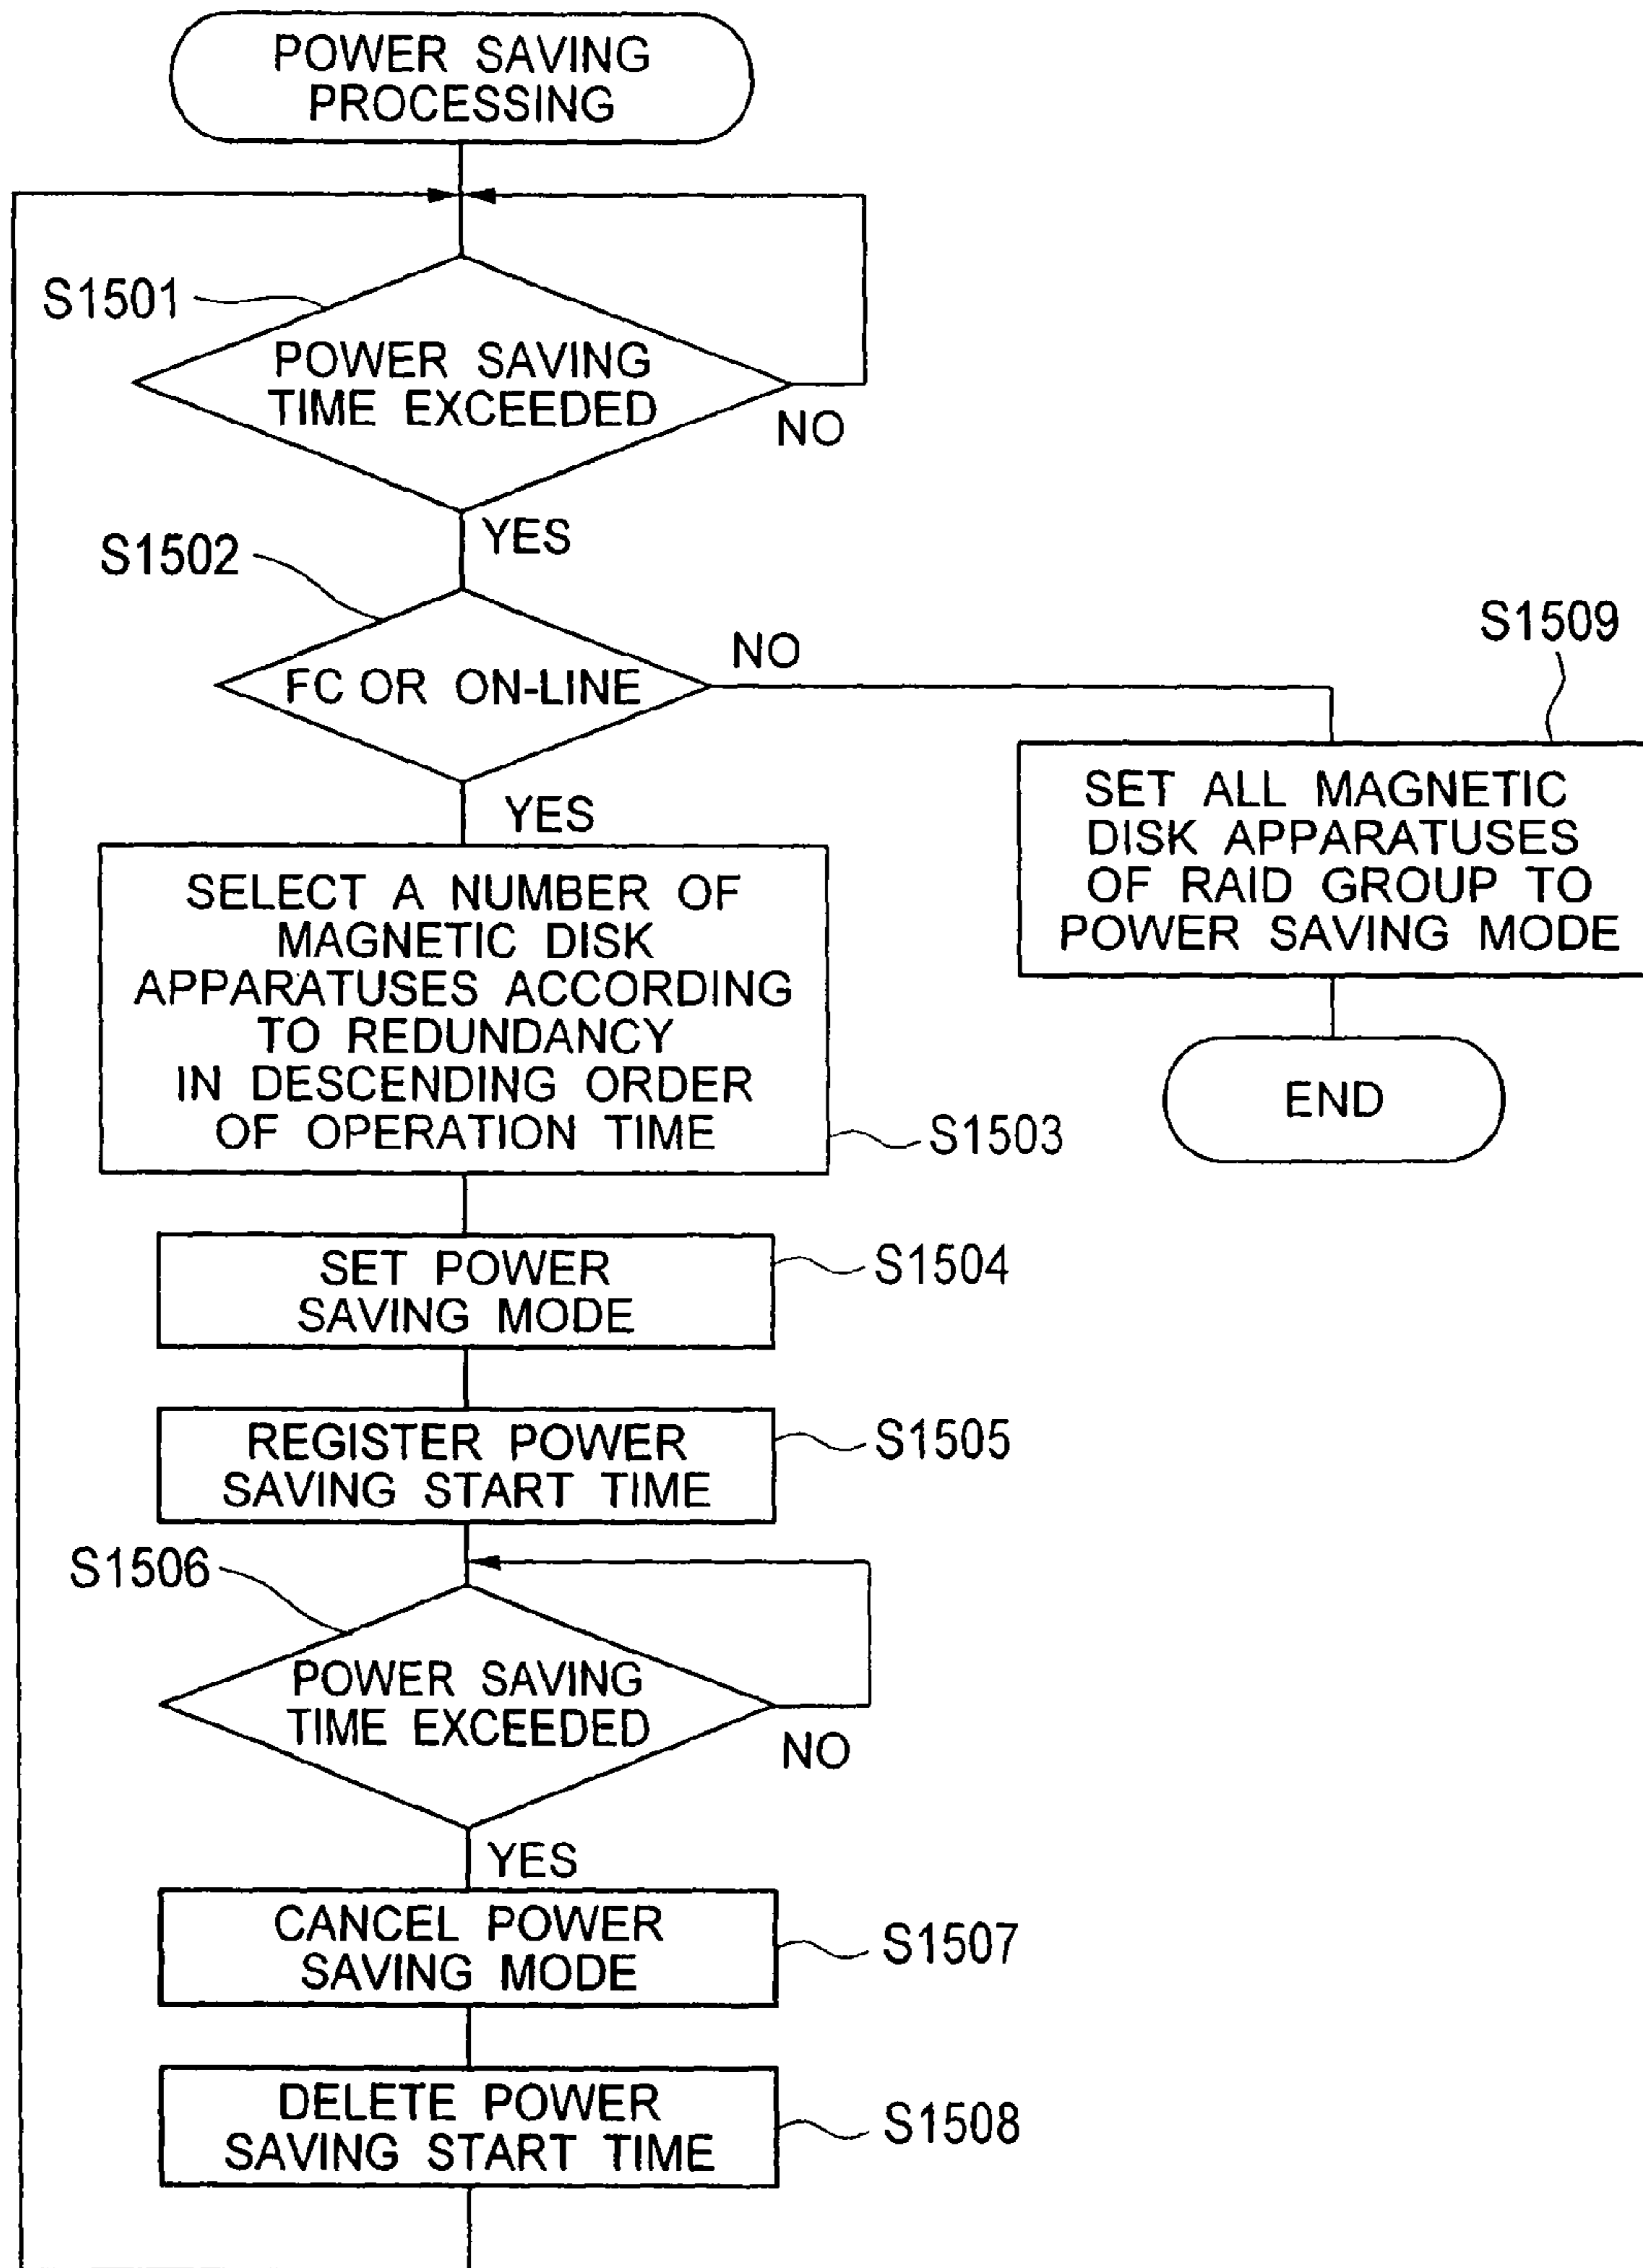 POWER SAVING
PROCESSING
S1501
POWER SAVING
TIME EXCEEDED
NO
YES
S1502
FC OR ON-LINE
NO
YES
S1509
SET ALL MAGNETIC
DISK APPARATUSES
OF RAID GROUP TO
POWER SAVING MODE
END
SELECT A NUMBER OF
MAGNETIC DISK
APPARATUSES ACCORDING
TO REDUNDANCY
IN DESCENDING ORDER
OF OPERATION TIME
S1503
SET POWER
SAVING MODE
S1504
REGISTER POWER
SAVING START TIME
S1505
S1506
POWER SAVING
TIME EXCEEDED
NO
YES
CANCEL POWER
SAVING MODE
S1507
DELETE POWER
SAVING START TIME
S1508